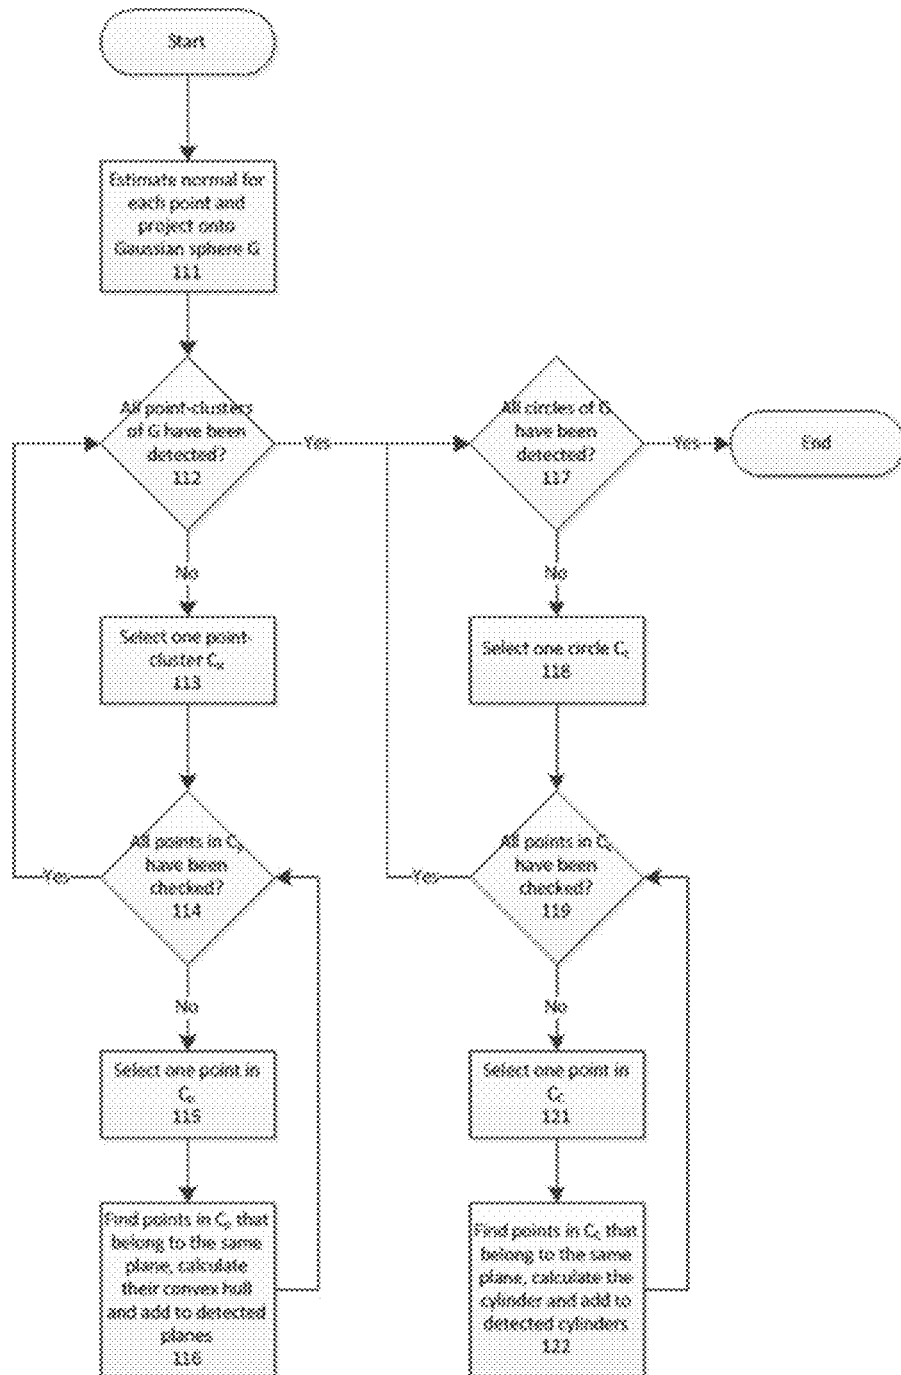 Start
Estimate normal for
each point and
project onto
Gaussian sphere G
111
All point-clusters
of G have been
detected?
112
Yes
No
Select one point-
cluster
113
All points in
have been
checked?
114
Yes
No
Select one point in
115
Find points in that
belong to the same
plane, calculate
their convex hull
and add to detected
planes
116
All circles of G
have been
detected?
117
Yes
End
No
Select one circle
118
All points in
have been
checked?
119
Yes
No
Select one point in
121
Find points in that
belong to the same
plane, calculate the
cylinder and add to
detected cylinders
122